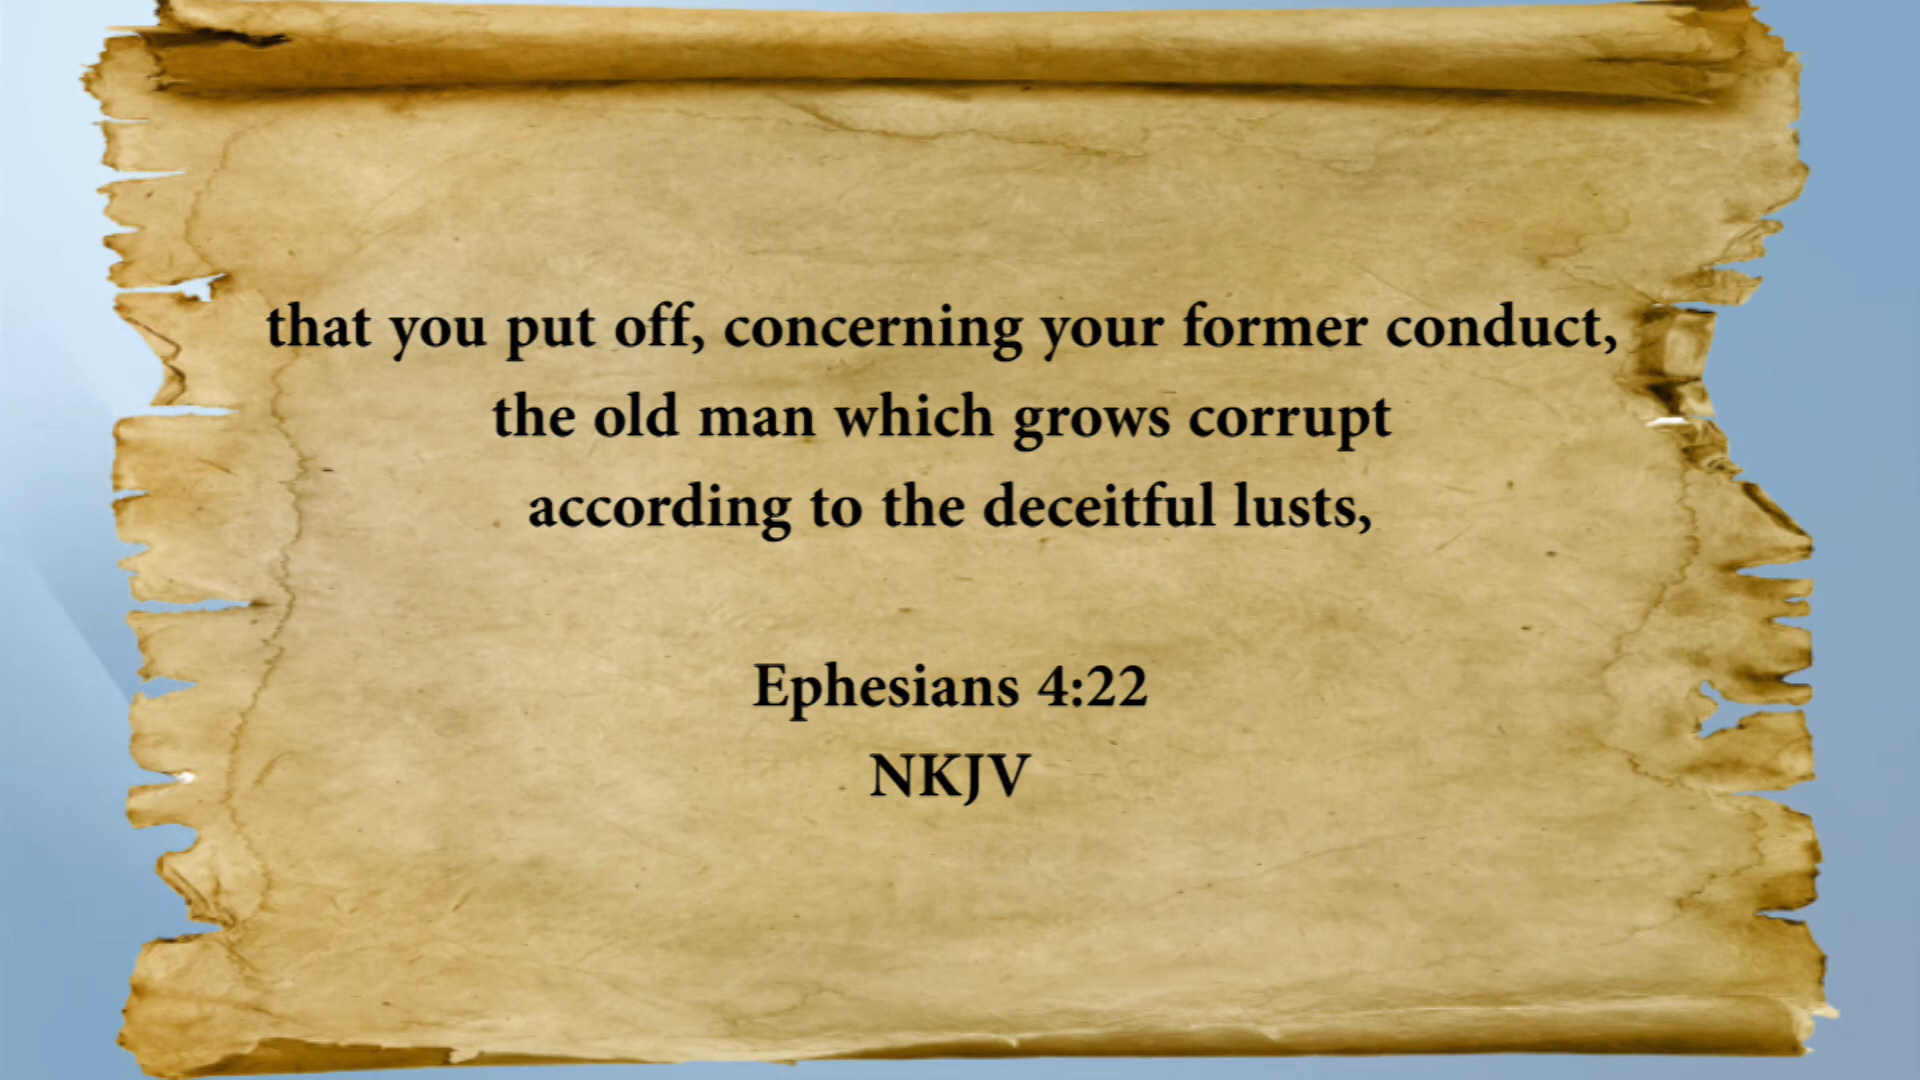 that you put off, concerning your former conduct,
the old man which grows corrupt
according to the deceitful lusts,
Ephesians 4:22
NKJV